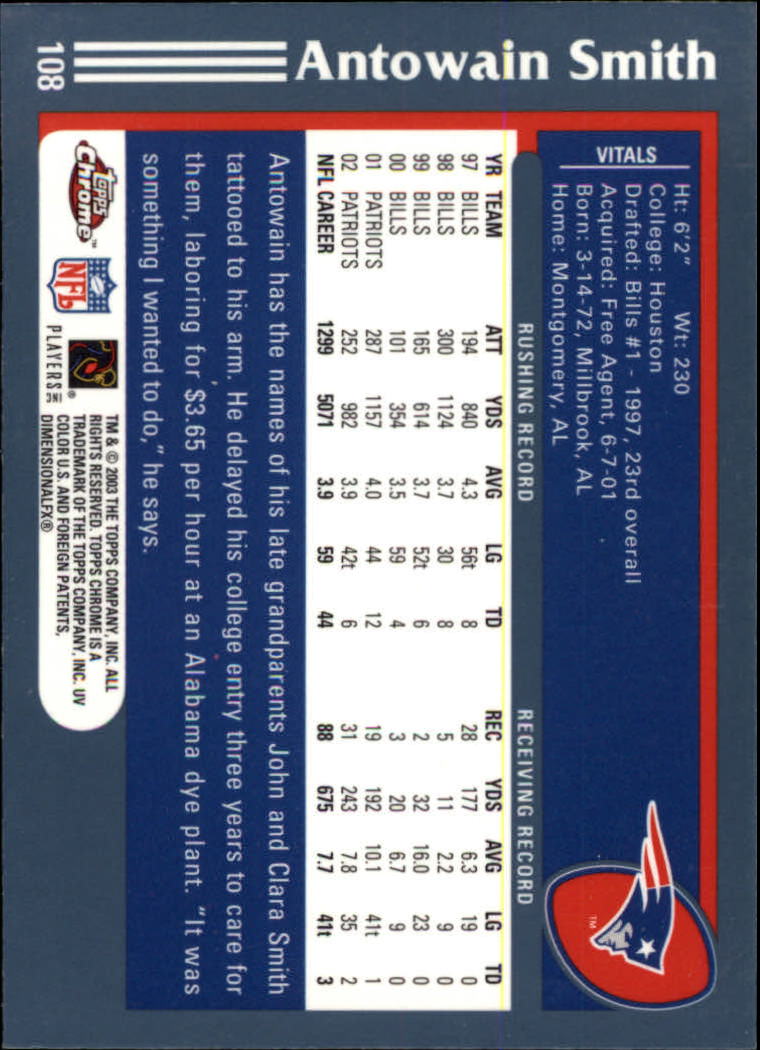 108 Antowain Smith
VITALS
Ht: 6'2" Wt: 230
College: Houston
Drafted: Bills #1 - 1997, 23rd overall
Acquired: Free Agent, 6-7-01
Born: 3-14-72, Millbrook, AL
Home: Montgomery, AL
TM
RUSHING RECORD RECEIVING RECORD
YR TEAM ATT YDS AVG LG TD REC YDS AVG LG TD
97 BILLS 194 840 4.3 56t 8 28 177 6.3 19 0
98 BILLS 300 1124 3.7 30 8 5 11 2.2 9 0
99 BILLS 165 614 3.7 52t 6 2 32 16.0 23 0
00 BILLS 101 354 3.5 59 4 3 20 6.7 9 0
01 PATRIOTS 287 1157 4.0 44 12 19 192 10.1 41t 1
02 PATRIOTS 252 982 3.9 42t 6 31 243 7.8 35 2
NFL CAREER 1299 5071 3.9 59 44 88 675 7.7 41t 3
Antowain has the names of his late grandparents John and Clara Smith
tattooed to his arm. He delayed his college entry three years to care for
them, laboring for $3.65 per hour at an Alabama dye plant. "It was
something I wanted to do," he says.
topps Chrome™
NFL
PLAYERS INC ®
TM & © 2003 THE TOPPS COMPANY, INC. ALL
RIGHTS RESERVED. TOPPS CHROME IS A
TRADEMARK OF THE TOPPS COMPANY, INC. UV
COLOR U.S. AND FOREIGN PATENTS,
DIMENSIONALFX®